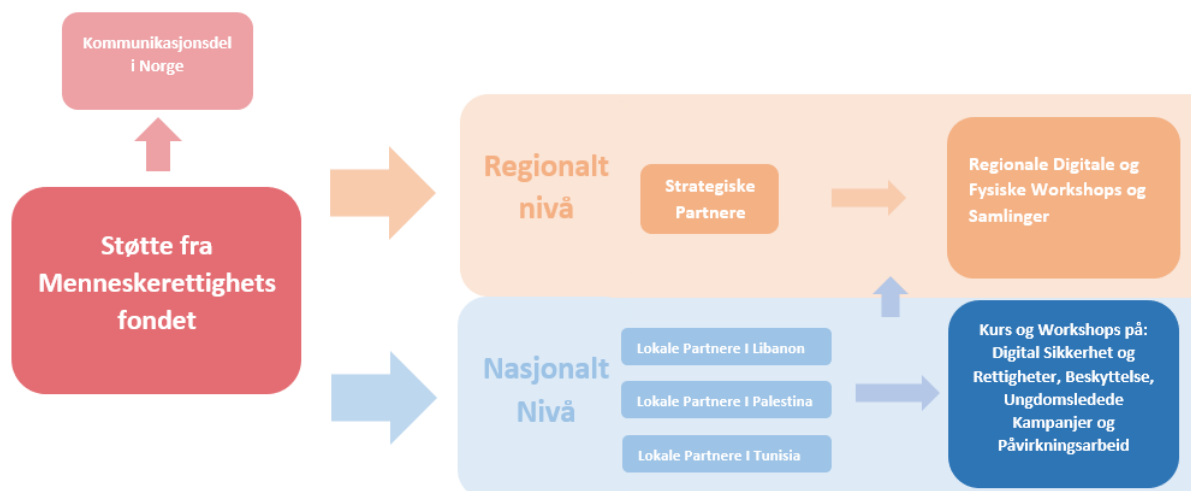 Kommunikasjonsdel
i Norge
Støtte fra
Menneskerettighets
fondet
Regionalt
nivå
Strategiske
Partnere
Regionale Digitale og
Fysiske Workshops og
Samlinger
Nasjonalt
Nivå
Lokale Partnere I Libanon
Lokale Partnere I Palestina
Lokale Partnere I Tunisia
Kurs og Workshops på:
Digital Sikkerhet og
Rettigheter, Beskyttelse,
Ungdomsledede
Kampanjer og
Påvirkningsarbeid